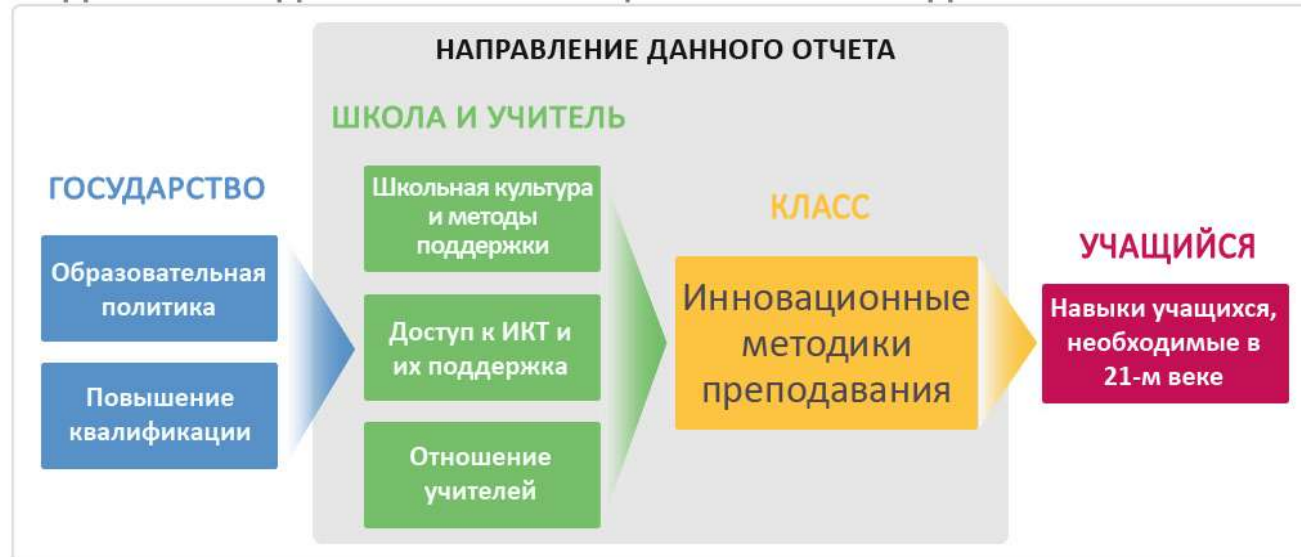 НАПРАВЛЕНИЕ ДАННОГО ОТЧЕТА
ГОСУДАРСТВО
Образовательная
политика
Повышение
квалификации
ШКОЛА И УЧИТЕЛЬ
Школьная культура
и методы
поддержки
Доступ к ИКТ и
их поддержка
Отношение
учителей
КЛАСС
Инновационные
методики
преподавания
УЧАЩИЙСЯ
Навыки учащихся,
необходимые в
21-м веке